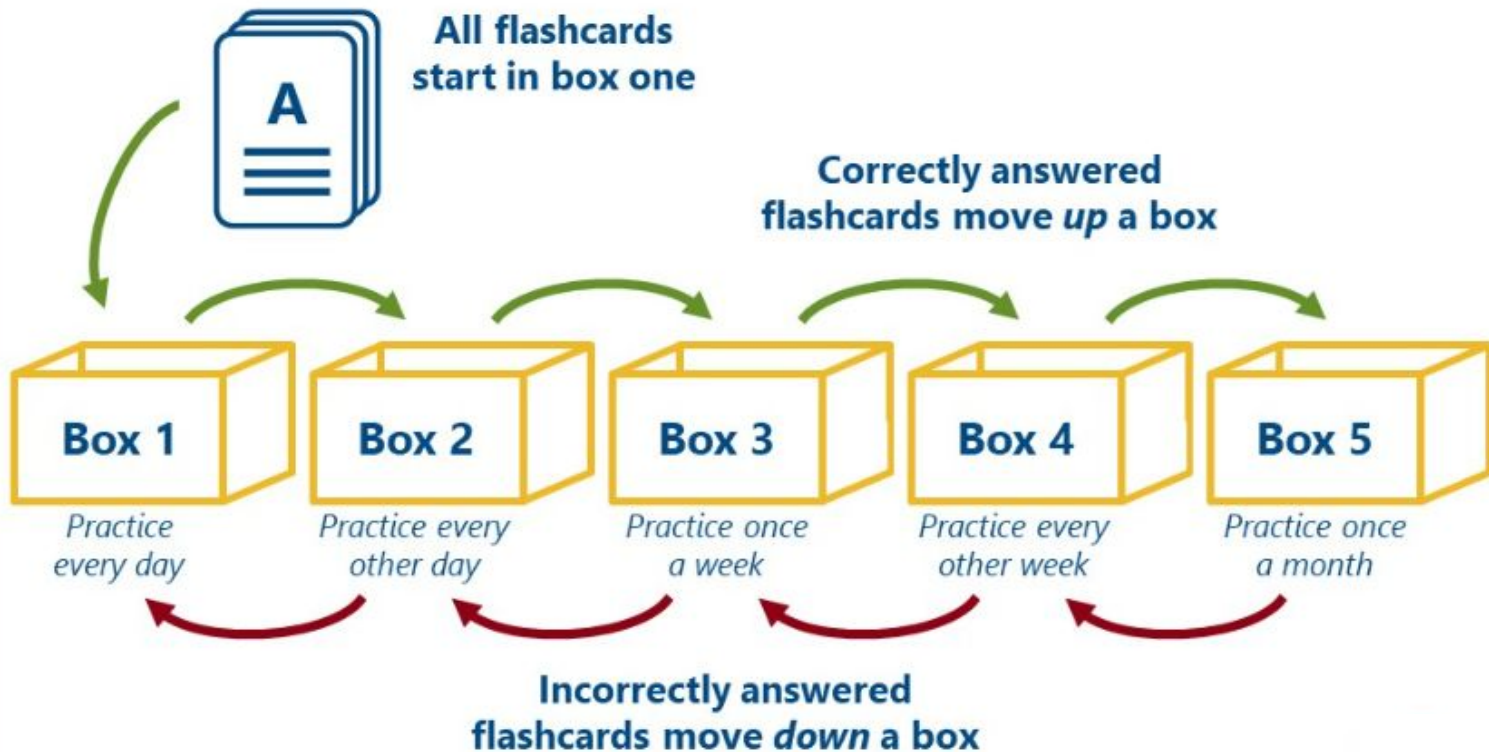 All flashcards
start in box one
A
Correctly answered
flashcards move up a box
Box 1
Box 2
Box 3
Box 4
Box 5
Practice
every day
Practice every
other day
Practice once
a week
Practice every
other week
Practice once
a month
Incorrectly answered
flashcards move down a box